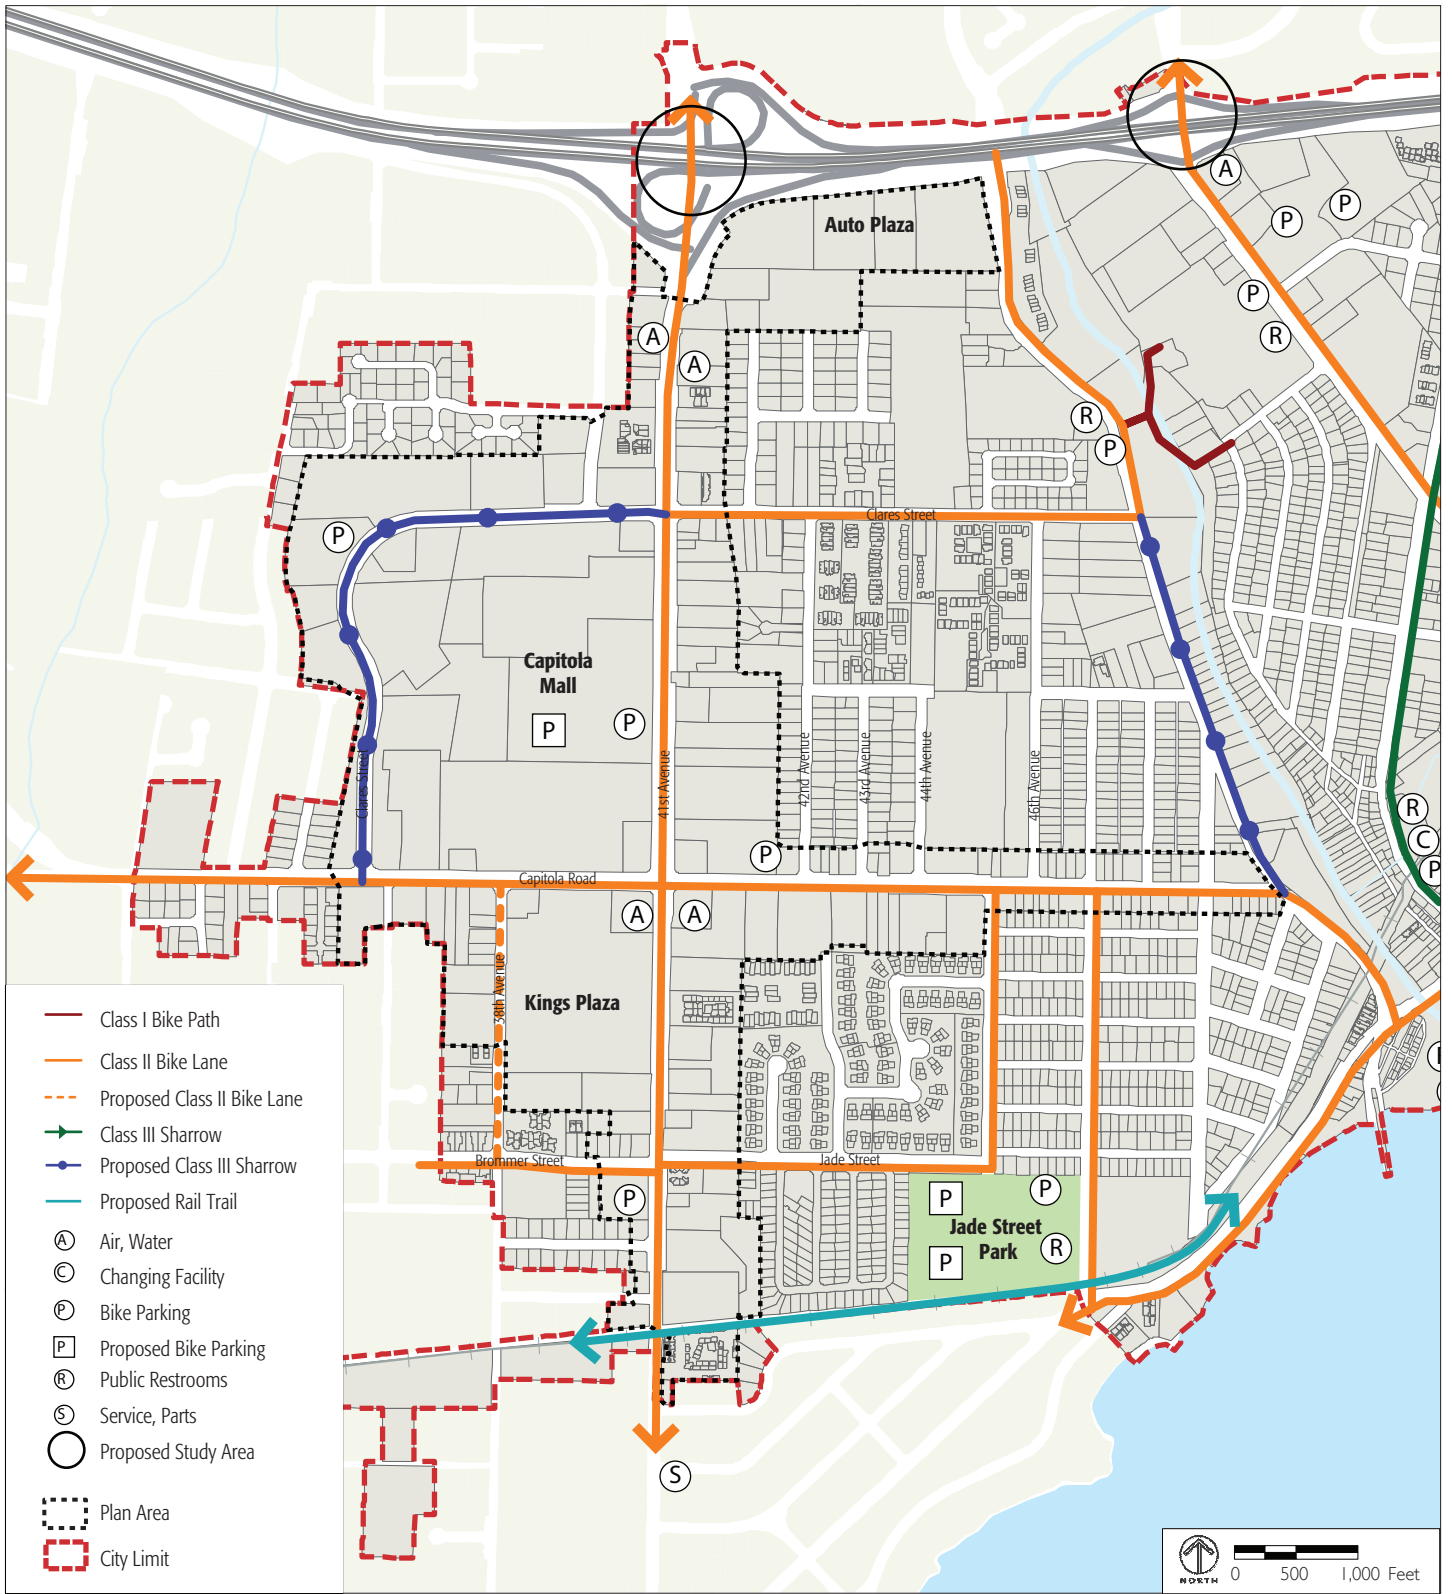 A
P
P
Auto Plaza
P
R
A
A
R
P
Clares Street
P
Capitola
Mall
P
P
Clares Street
41st Avenue
42nd Avenue
43rd Avenue
44th Avenue
46th Avenue
R
C
P
P
Capitola Road
A
A
38th Avenue
Kings Plaza
Brommer Street
Jade Street
P
P
P
Jade Street
Park
R
P
S
Class I Bike Path
Class II Bike Lane
Proposed Class II Bike Lane
Class III Sharrow
Proposed Class III Sharrow
Proposed Rail Trail
A Air, Water
C Changing Facility
P Bike Parking
P Proposed Bike Parking
R Public Restrooms
S Service, Parts
Proposed Study Area
Plan Area
City Limit
NORTH
0 500 1,000 Feet